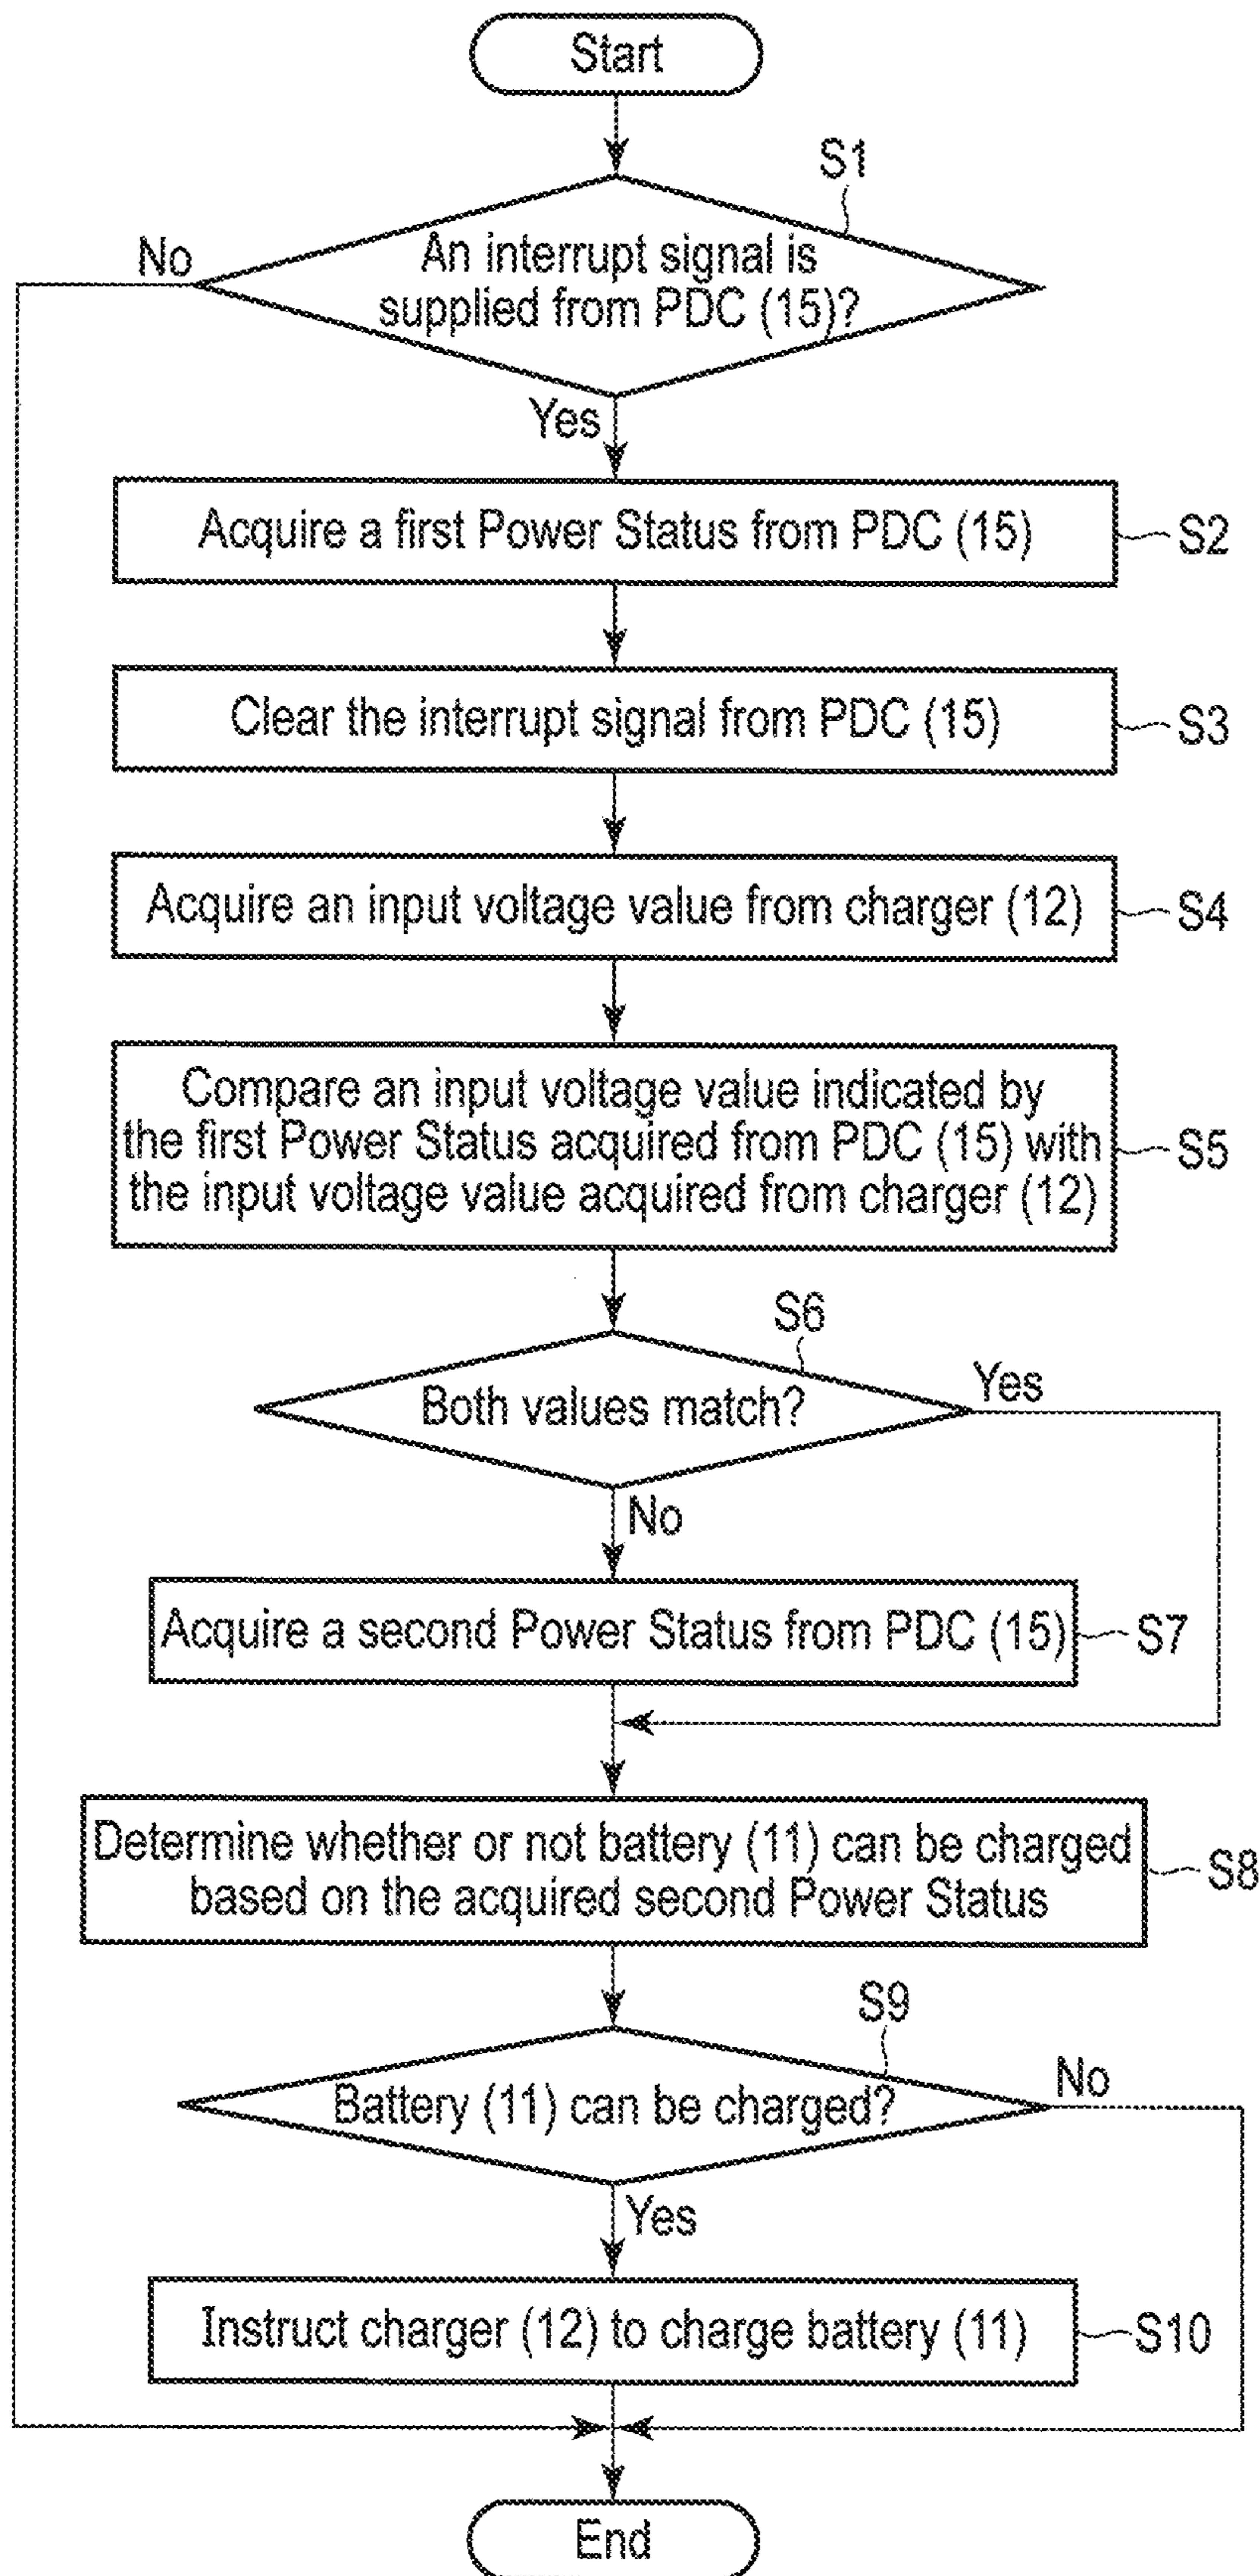 Start
S1
No
An interrupt signal is
supplied from PDC (15)?
Yes
Acquire a first Power Status from PDC (15)
S2
Clear the interrupt signal from PDC (15)
S3
Acquire an input voltage value from charger (12)
S4
Compare an input voltage value indicated by
the first Power Status acquired from PDC (15) with
the input voltage value acquired from charger (12)
S5
S6
Both values match?
Yes
No
Acquire a second Power Status from PDC (15)
S7
Determine whether or not battery (11) can be charged
based on the acquired second Power Status
S8
S9
Battery (11) can be charged?
No
Yes
Instruct charger (12) to charge battery (11)
S10
End